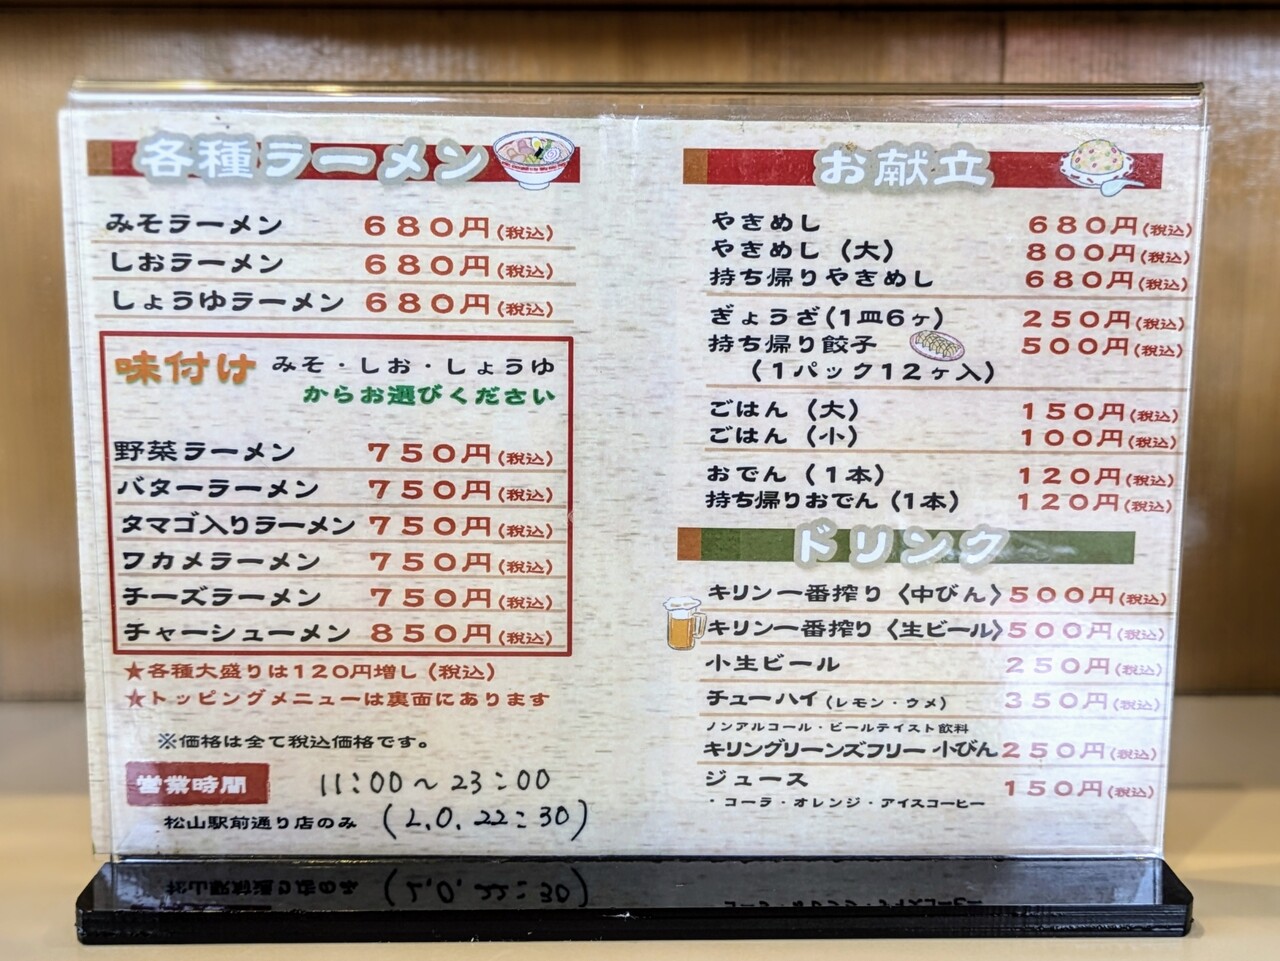 各種ラーメン
みそラーメン 680円(税込)
しおラーメン 680円(税込)
しょうゆラーメン 680円(税込)
味付け みそ・しお・しょうゆ
からお選びください
野菜ラーメン 750円(税込)
バターラーメン 750円(税込)
タマゴ入りラーメン 750円(税込)
ワカメラーメン 750円(税込)
チーズラーメン 750円(税込)
チャーシューメン 850円(税込)
★各種大盛りは120円増し(税込)
★トッピングメニューは裏面にあります
※価格は全て税込価格です。
営業時間 11:00～23:00
松山駅前通り店のみ (L.O.22:30)
お献立
やきめし 680円(税込)
やきめし(大) 800円(税込)
持ち帰りやきめし 680円(税込)
ぎょうざ(1皿6ヶ) 250円(税込)
持ち帰り餃子 500円(税込)
(1パック12ヶ入)
ごはん(大) 150円(税込)
ごはん(小) 100円(税込)
おでん(1本) 120円(税込)
持ち帰りおでん(1本) 120円(税込)
ドリンク
キリン一番搾り〈中びん〉500円(税込)
キリン一番搾り〈生ビール〉500円(税込)
小生ビール 250円(税込)
チューハイ(レモン・ウメ) 350円(税込)
ノンアルコール・ビールテイスト飲料
キリングリーンズフリー 小びん 250円(税込)
ジュース 150円(税込)
・コーラ・オレンジ・アイスコーヒー